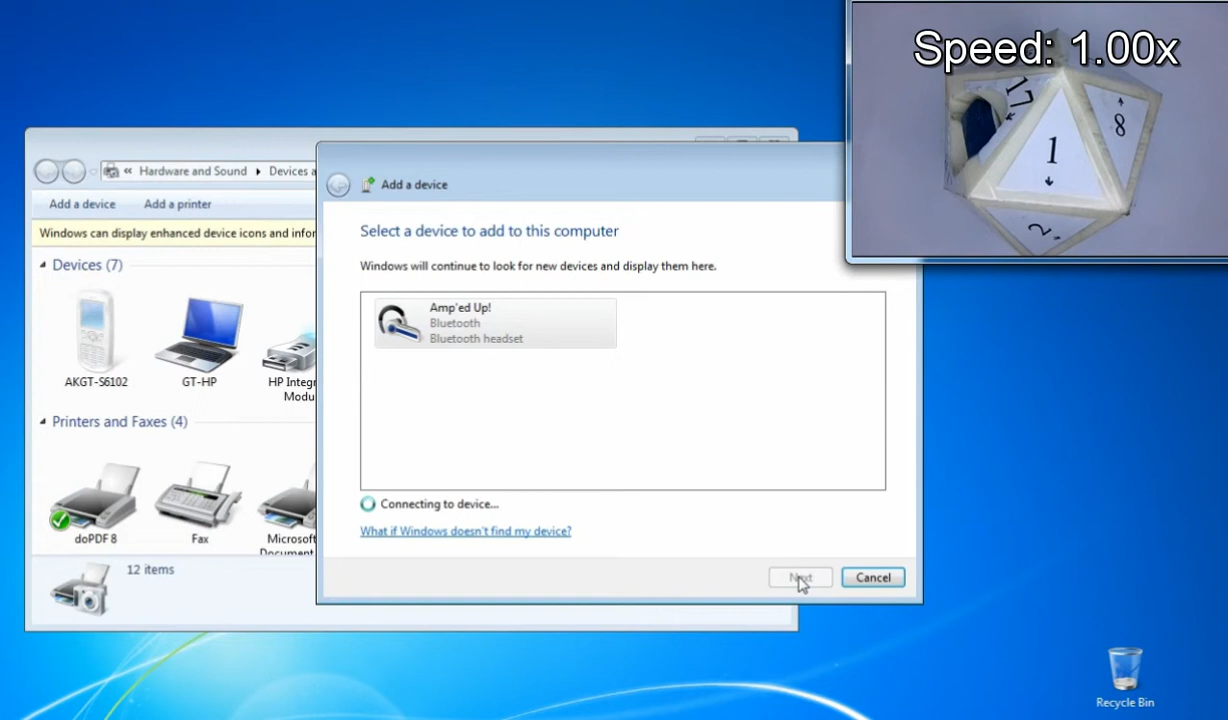 Speed: 1.00x
17
8
1
2
« Hardware and Sound ▸ Devices a
Add a device
Add a printer
Windows can display enhanced device icons and infor
Devices (7)
AKGT-S6102
GT-HP
HP Integr
Modu
Printers and Faxes (4)
doPDF 8
Fax
Microsoft
Document
12 items
Add a device
Select a device to add to this computer
Windows will continue to look for new devices and display them here.
Amp'ed Up!
Bluetooth
Bluetooth headset
Connecting to device...
What if Windows doesn't find my device?
Next
Cancel
Recycle Bin